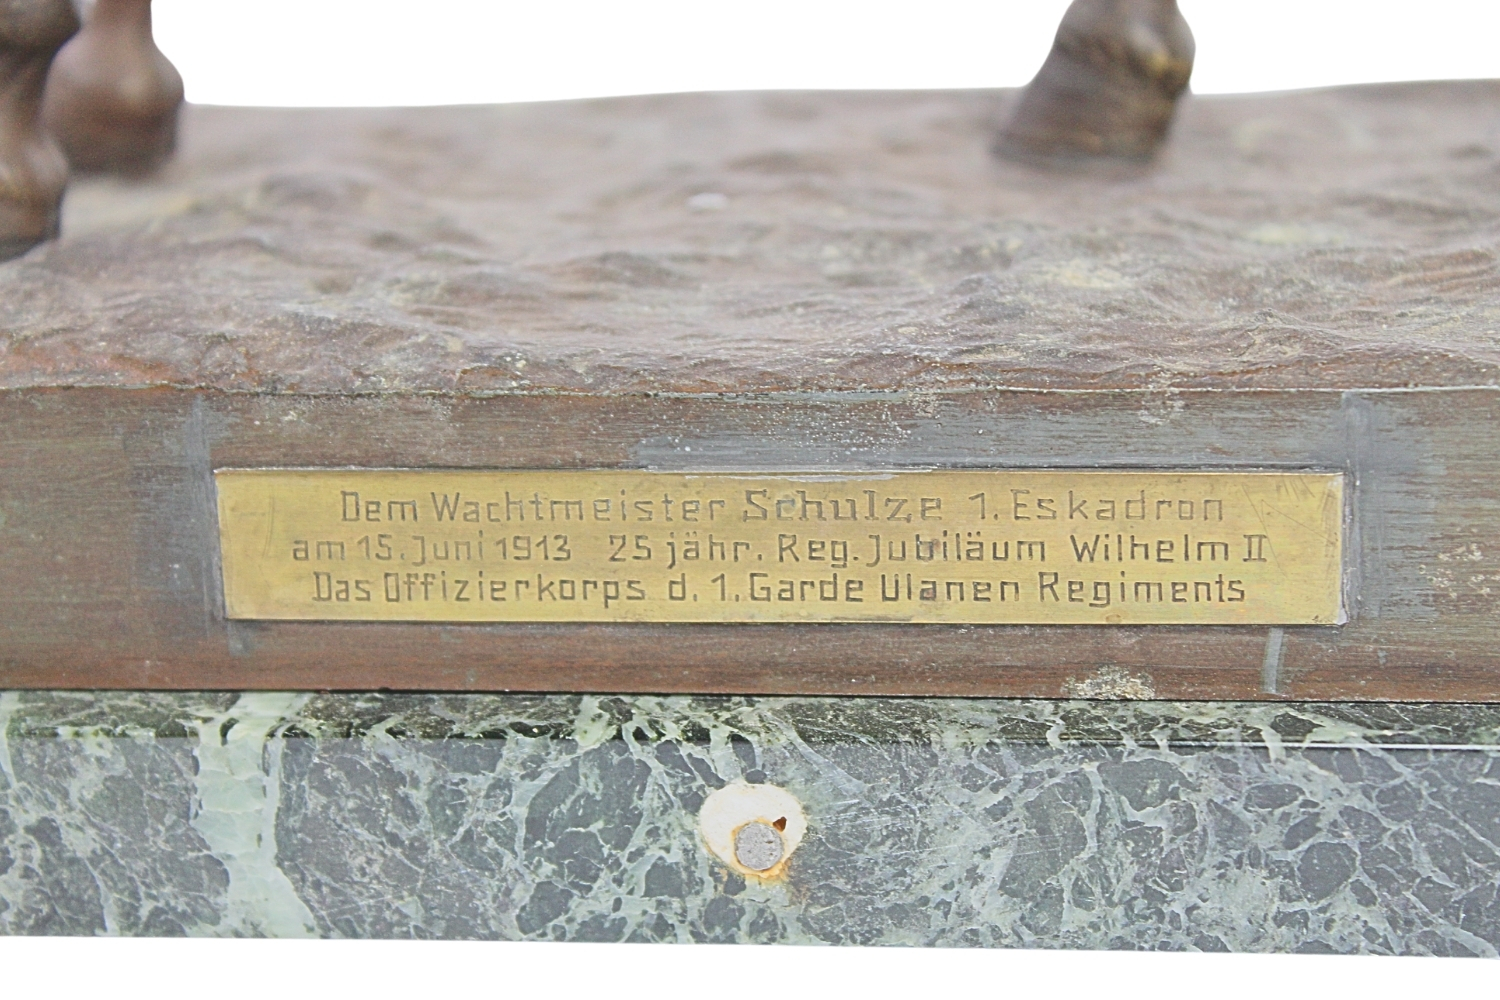 Dem Wachtmeister Schulze 1. Eskadron
am 15. Juni 1913 25 jähr. Reg. Jubiläum Wilhelm II
Das Offizierkorps d. 1. Garde Ulanen Regiments